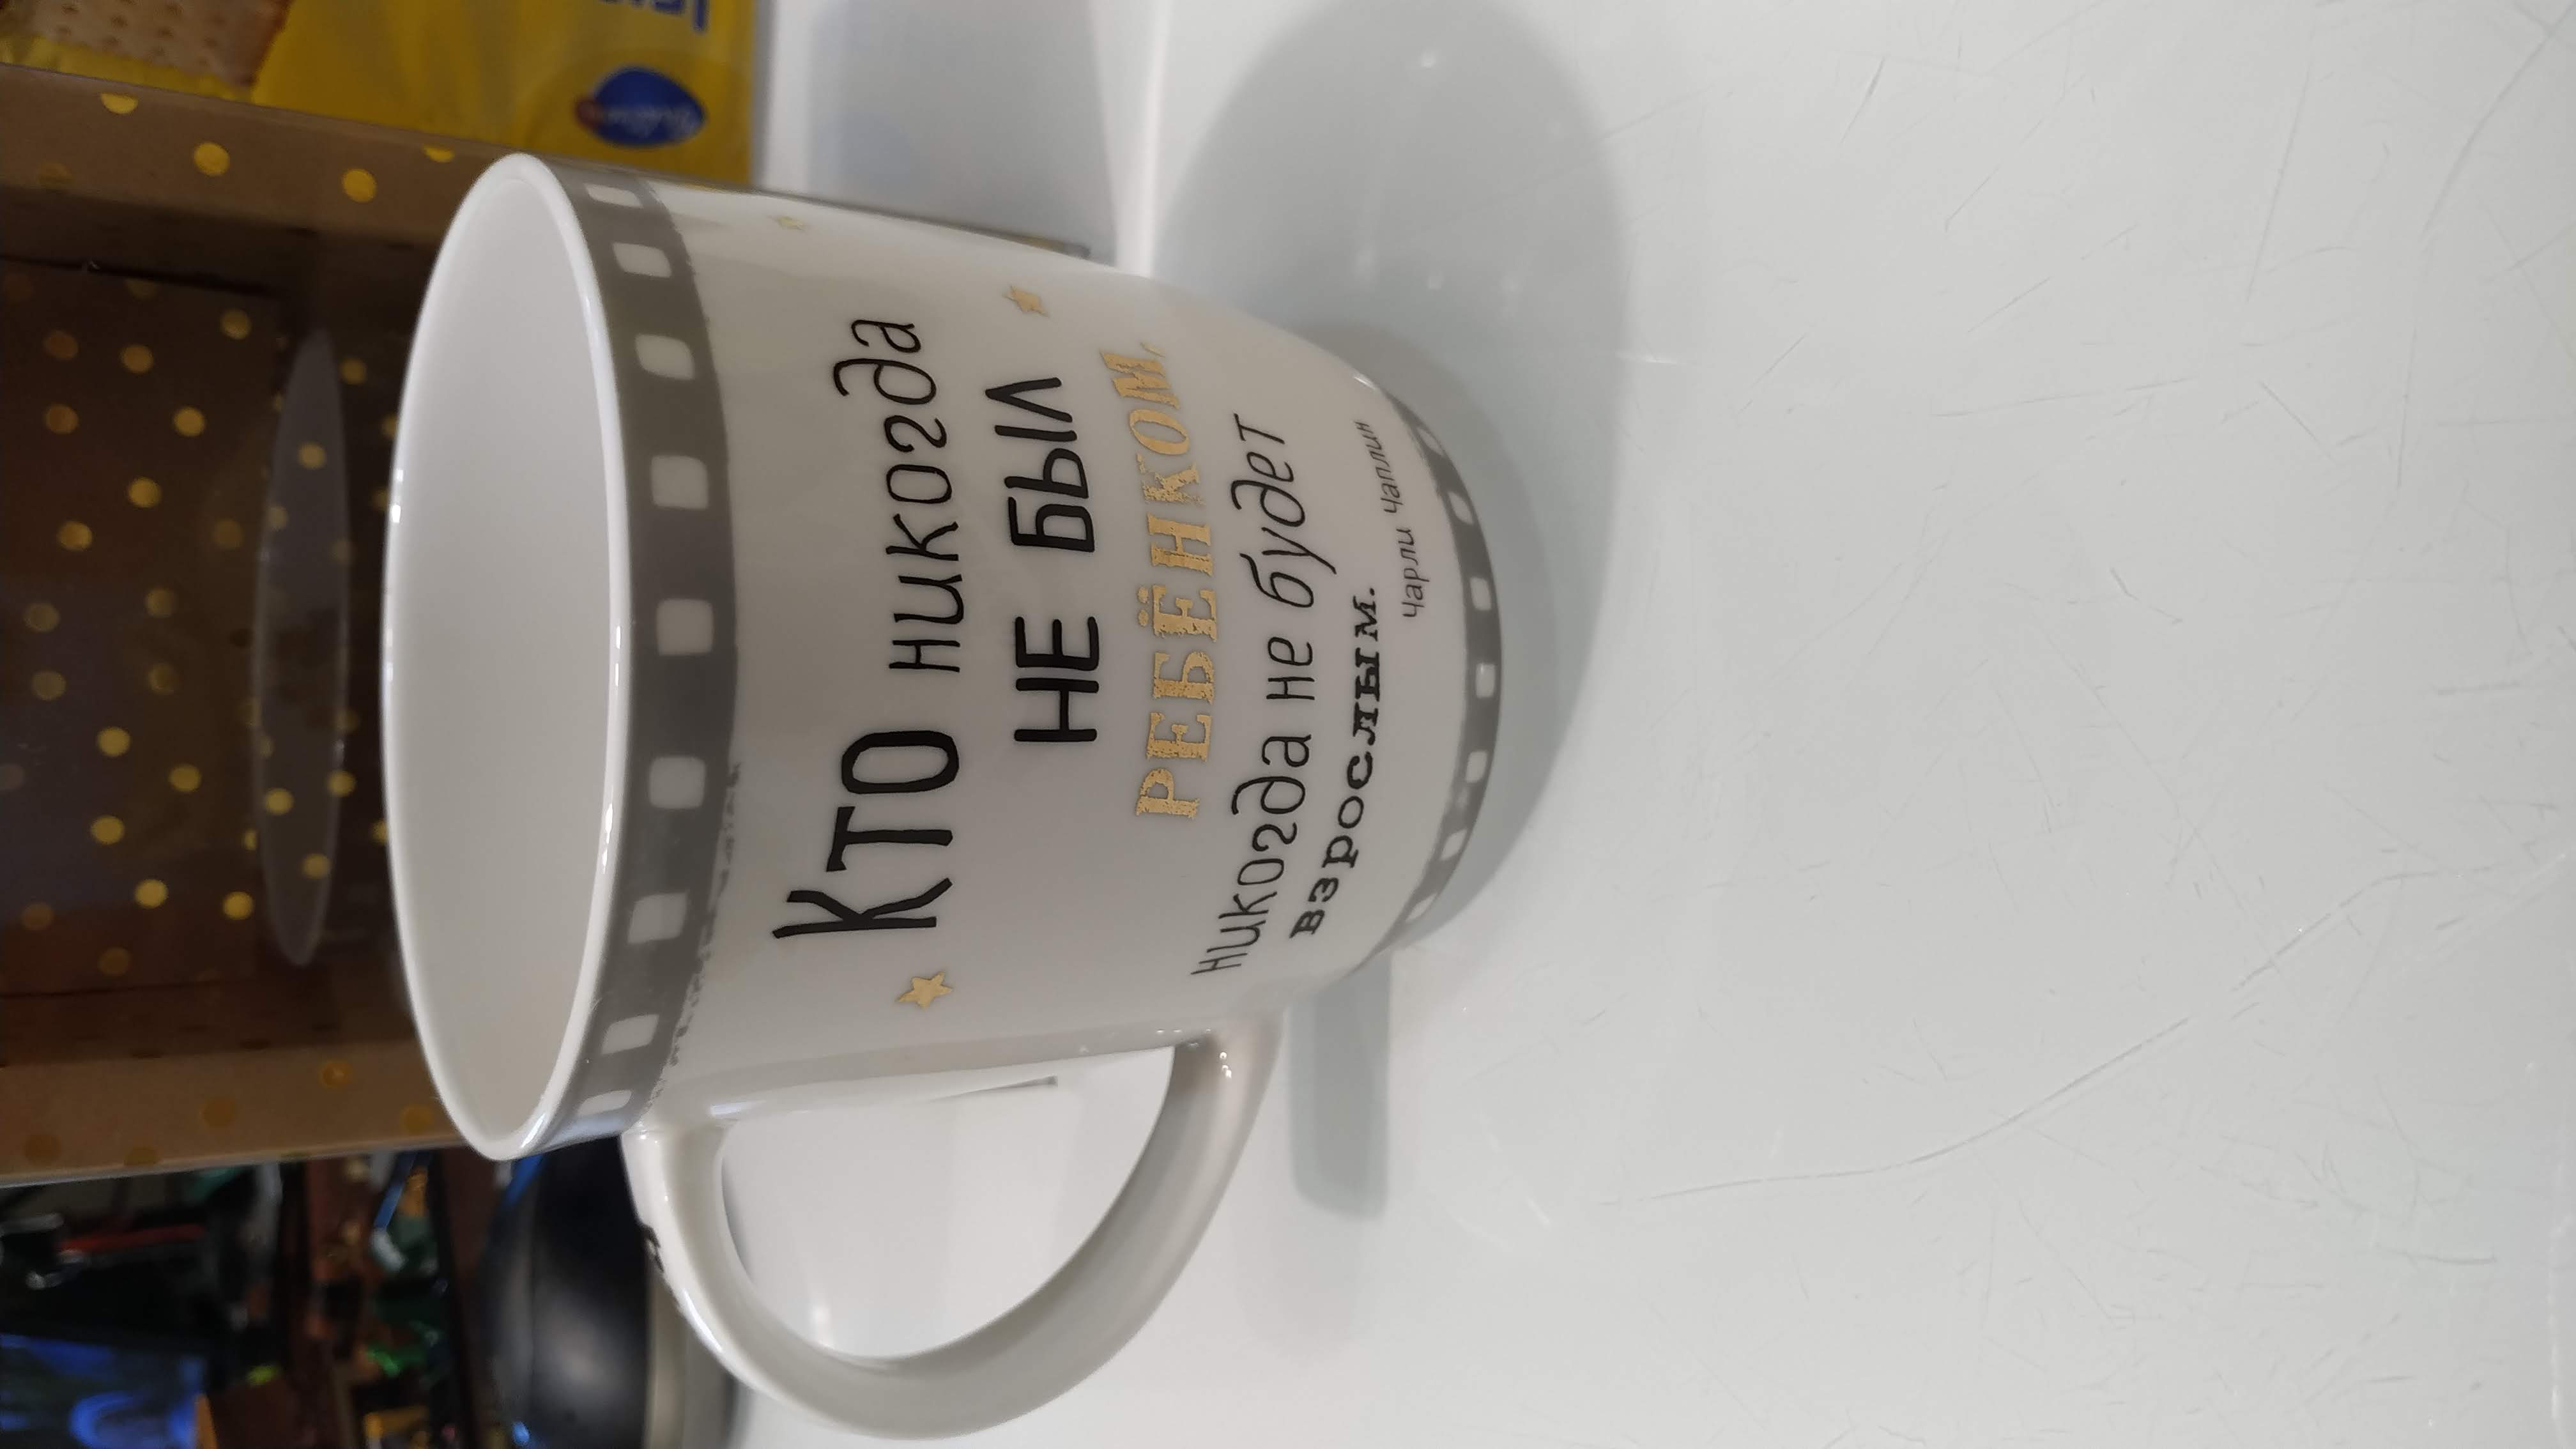 Кто никогда
НЕ БЫЛ
РЕБЁНКОМ,
никогда не будет
взрослым.
Чарли Чаплин